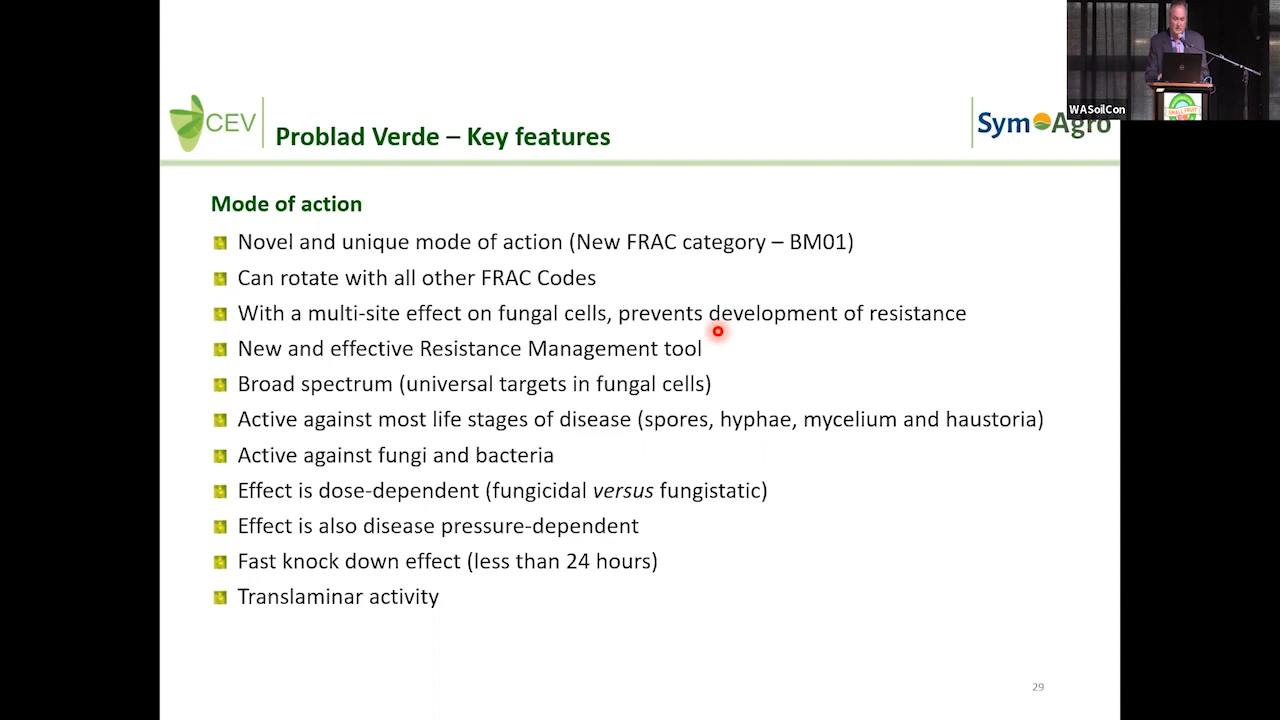 WASoilCon
SMALL FRUIT
CEV
Problad Verde – Key features
Sym Agro
Mode of action
Novel and unique mode of action (New FRAC category – BM01)
Can rotate with all other FRAC Codes
With a multi-site effect on fungal cells, prevents development of resistance
New and effective Resistance Management tool
Broad spectrum (universal targets in fungal cells)
Active against most life stages of disease (spores, hyphae, mycelium and haustoria)
Active against fungi and bacteria
Effect is dose-dependent (fungicidal versus fungistatic)
Effect is also disease pressure-dependent
Fast knock down effect (less than 24 hours)
Translaminar activity
29